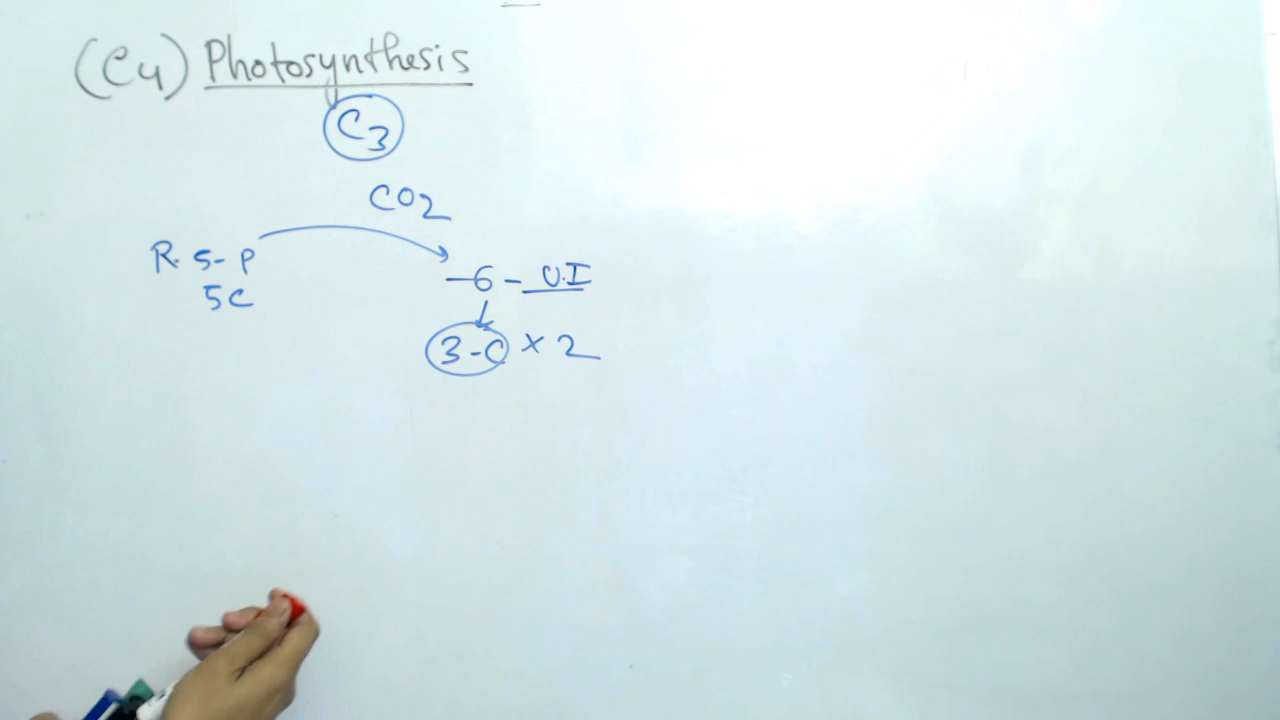 (C4) Photosynthesis
C3
CO2
R. 5-P
5C
-6- U.I
3-C x 2